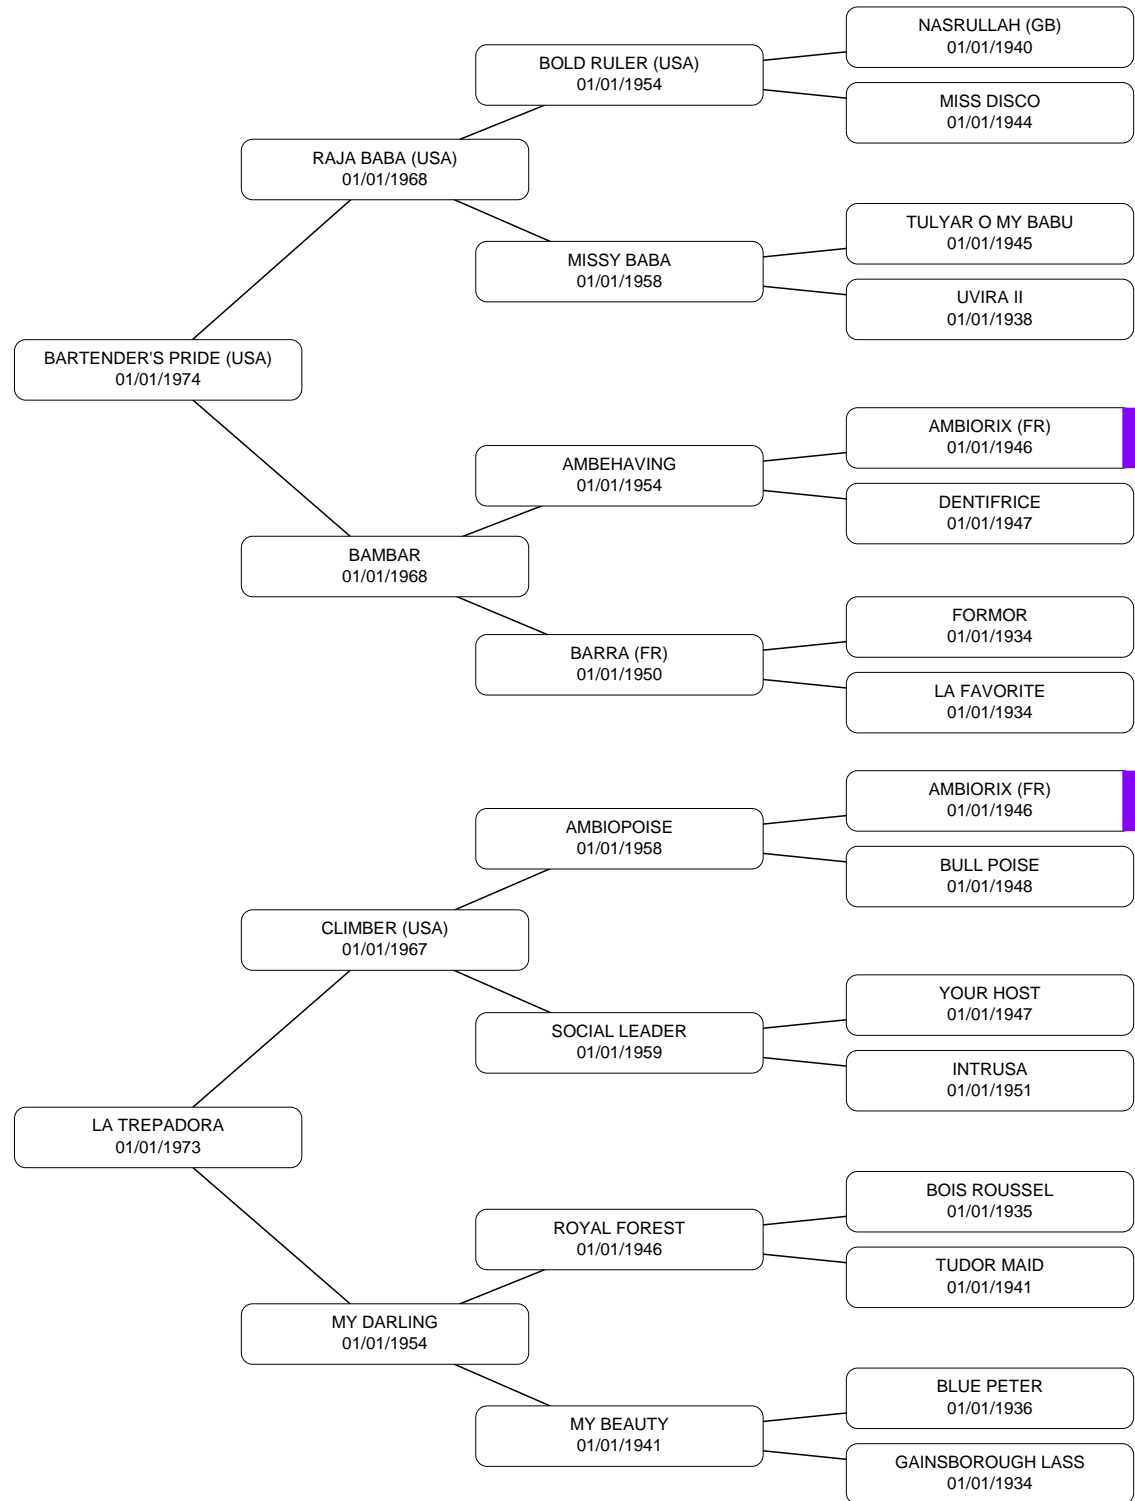 NASRULLAH (GB)
01/01/1940
BOLD RULER (USA)
01/01/1954
MISS DISCO
01/01/1944
RAJA BABA (USA)
01/01/1968
TULYAR O MY BABU
01/01/1945
MISSY BABA
01/01/1958
UVIRA II
01/01/1938
BARTENDER'S PRIDE (USA)
01/01/1974
AMBIORIX (FR)
01/01/1946
AMBEHAVING
01/01/1954
DENTIFRICE
01/01/1947
BAMBAR
01/01/1968
FORMOR
01/01/1934
BARRA (FR)
01/01/1950
LA FAVORITE
01/01/1934
AMBIORIX (FR)
01/01/1946
AMBIOPOISE
01/01/1958
BULL POISE
01/01/1948
CLIMBER (USA)
01/01/1967
YOUR HOST
01/01/1947
SOCIAL LEADER
01/01/1959
INTRUSA
01/01/1951
LA TREPADORA
01/01/1973
BOIS ROUSSEL
01/01/1935
ROYAL FOREST
01/01/1946
TUDOR MAID
01/01/1941
MY DARLING
01/01/1954
BLUE PETER
01/01/1936
MY BEAUTY
01/01/1941
GAINSBOROUGH LASS
01/01/1934